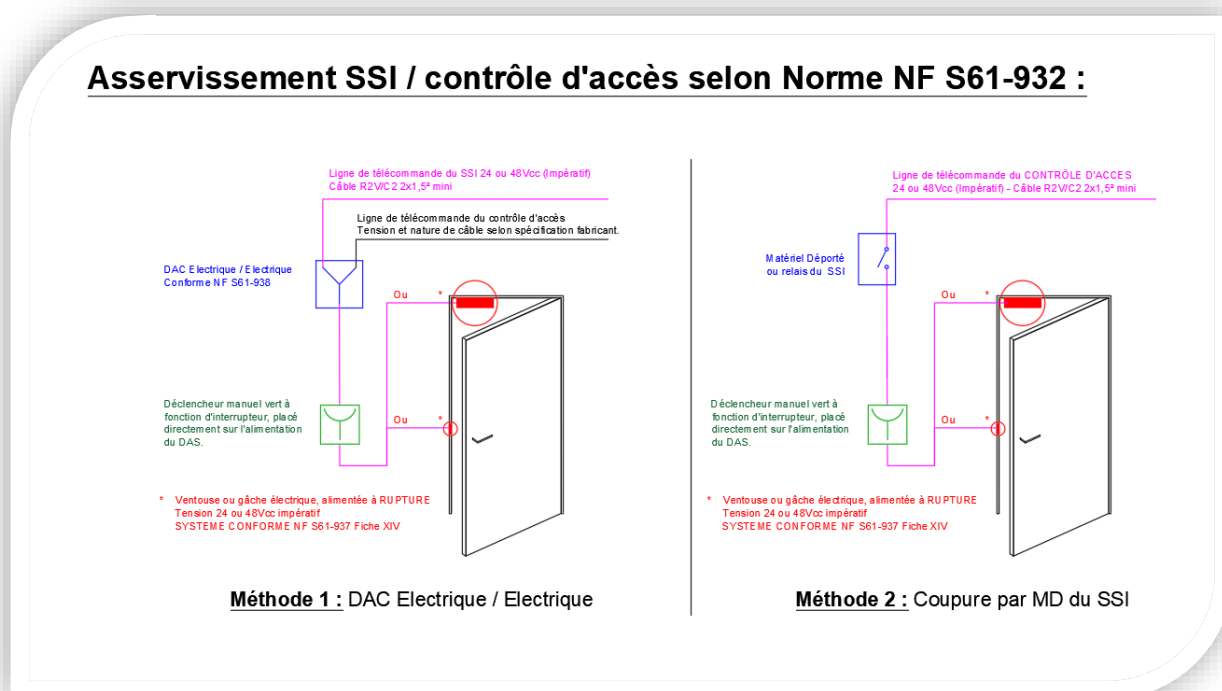 Asservissement SSI / contrôle d'accès selon Norme NF S61-932 :
Ligne de télécommande du SSI 24 ou 48Vcc (Impératif)
Câble R2V/C2 2x1,5² mini
Ligne de télécommande du contrôle d'accès
Tension et nature de câble selon spécification fabricant.
DAC Electrique / Electrique
Conforme NF S61-938
Ou *
Déclencheur manuel vert à
fonction d'interrupteur, placé
directement sur l'alimentation
du DAS.
Ou *
* Ventouse ou gâche électrique, alimentée à RUPTURE
Tension 24 ou 48Vcc impératif
SYSTEME CONFORME NF S61-937 Fiche XIV
Méthode 1 : DAC Electrique / Electrique
Ligne de télécommande du CONTRÔLE D'ACCES
24 ou 48Vcc (Impératif) - Câble R2V/C2 2x1,5² mini
Matériel Déporté
ou relais du SSI
Ou *
Déclencheur manuel vert à
fonction d'interrupteur, placé
directement sur l'alimentation
du DAS.
Ou *
* Ventouse ou gâche électrique, alimentée à RUPTURE
Tension 24 ou 48Vcc impératif
SYSTEME CONFORME NF S61-937 Fiche XIV
Méthode 2 : Coupure par MD du SSI